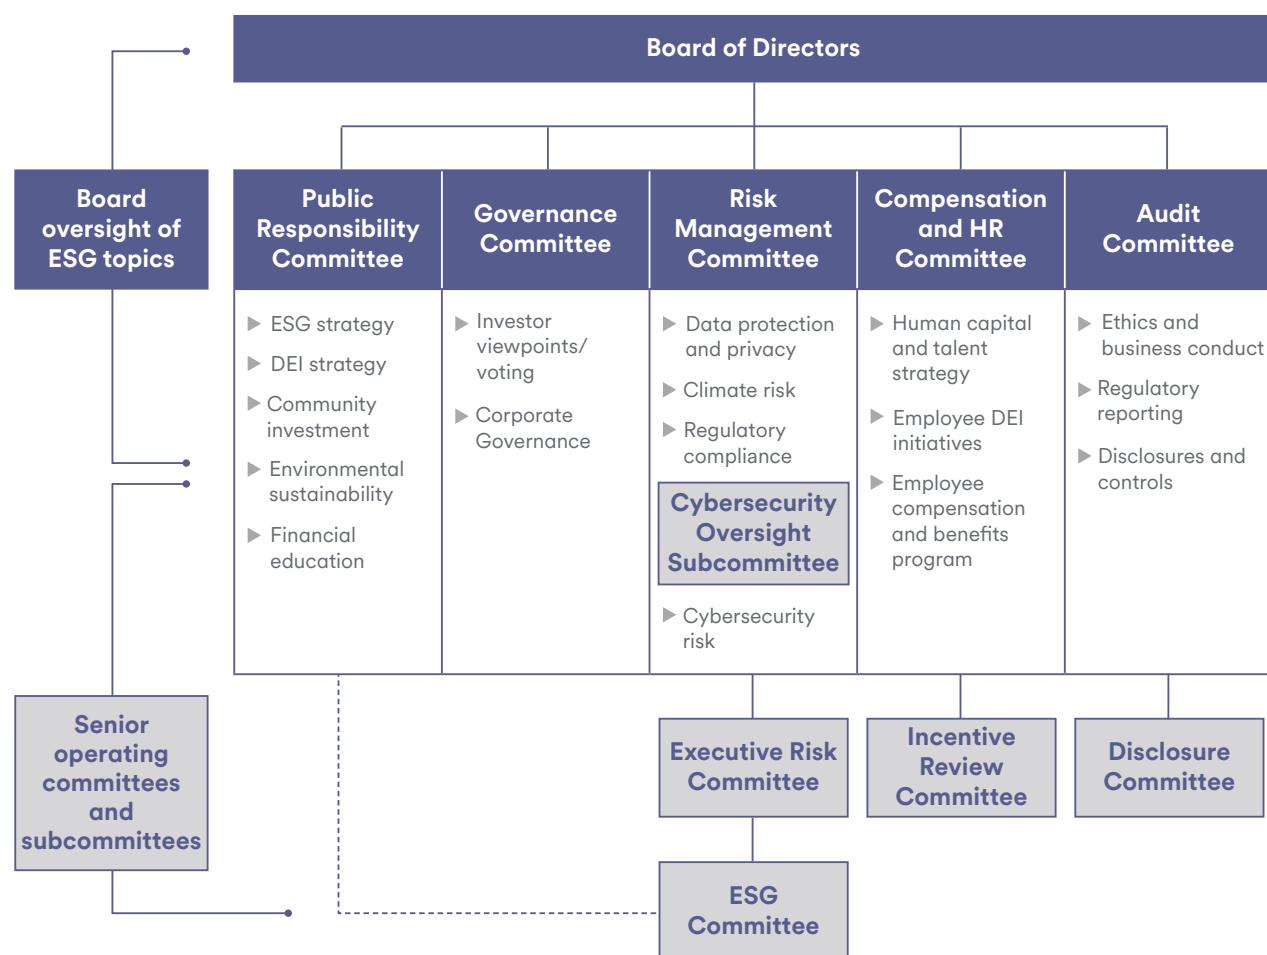 Board of Directors
Board
oversight of
ESG topics
Public
Responsibility
Committee
Governance
Committee
Risk
Management
Committee
Compensation
and HR
Committee
Audit
Committee
ESG strategy
DEI strategy
Community
investment
Environmental
sustainability
Financial
education
Investor
viewpoints/
voting
Corporate
Governance
Data protection
and privacy
Climate risk
Regulatory
compliance
Cybersecurity
Oversight
Subcommittee
Cybersecurity
risk
Human capital
and talent
strategy
Employee DEI
initiatives
Employee
compensation
and benefits
program
Ethics and
business conduct
Regulatory
reporting
Disclosures and
controls
Senior
operating
committees
and
subcommittees
Executive Risk
Committee
Incentive
Review
Committee
Disclosure
Committee
ESG
Committee